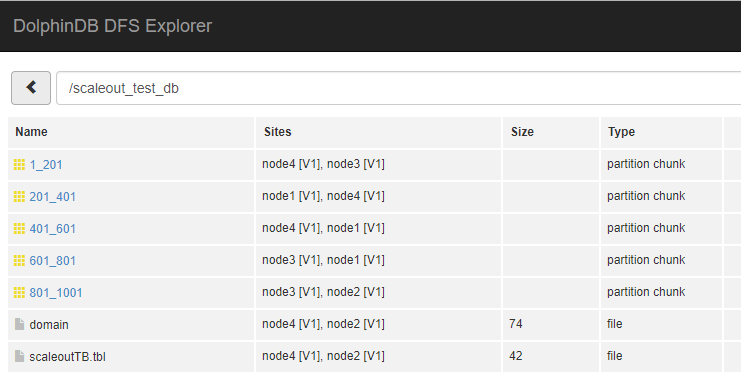 DolphinDB DFS Explorer
/scaleout_test_db
Name Sites Size Type
1_201 node4 [V1], node3 [V1] partition chunk
201_401 node1 [V1], node4 [V1] partition chunk
401_601 node4 [V1], node1 [V1] partition chunk
601_801 node3 [V1], node1 [V1] partition chunk
801_1001 node3 [V1], node2 [V1] partition chunk
domain node4 [V1], node2 [V1] 74 file
scaleoutTB.tbl node4 [V1], node2 [V1] 42 file